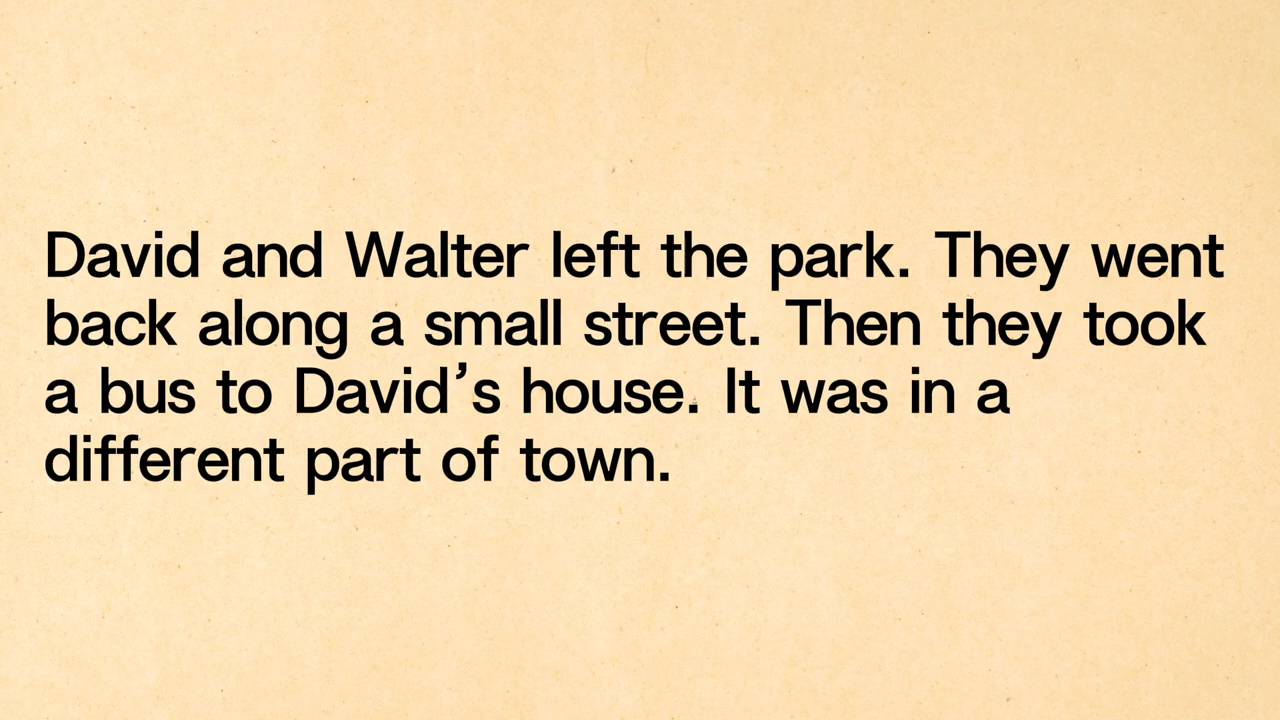 David and Walter left the park. They went
back along a small street. Then they took
a bus to David’s house. It was in a
different part of town.